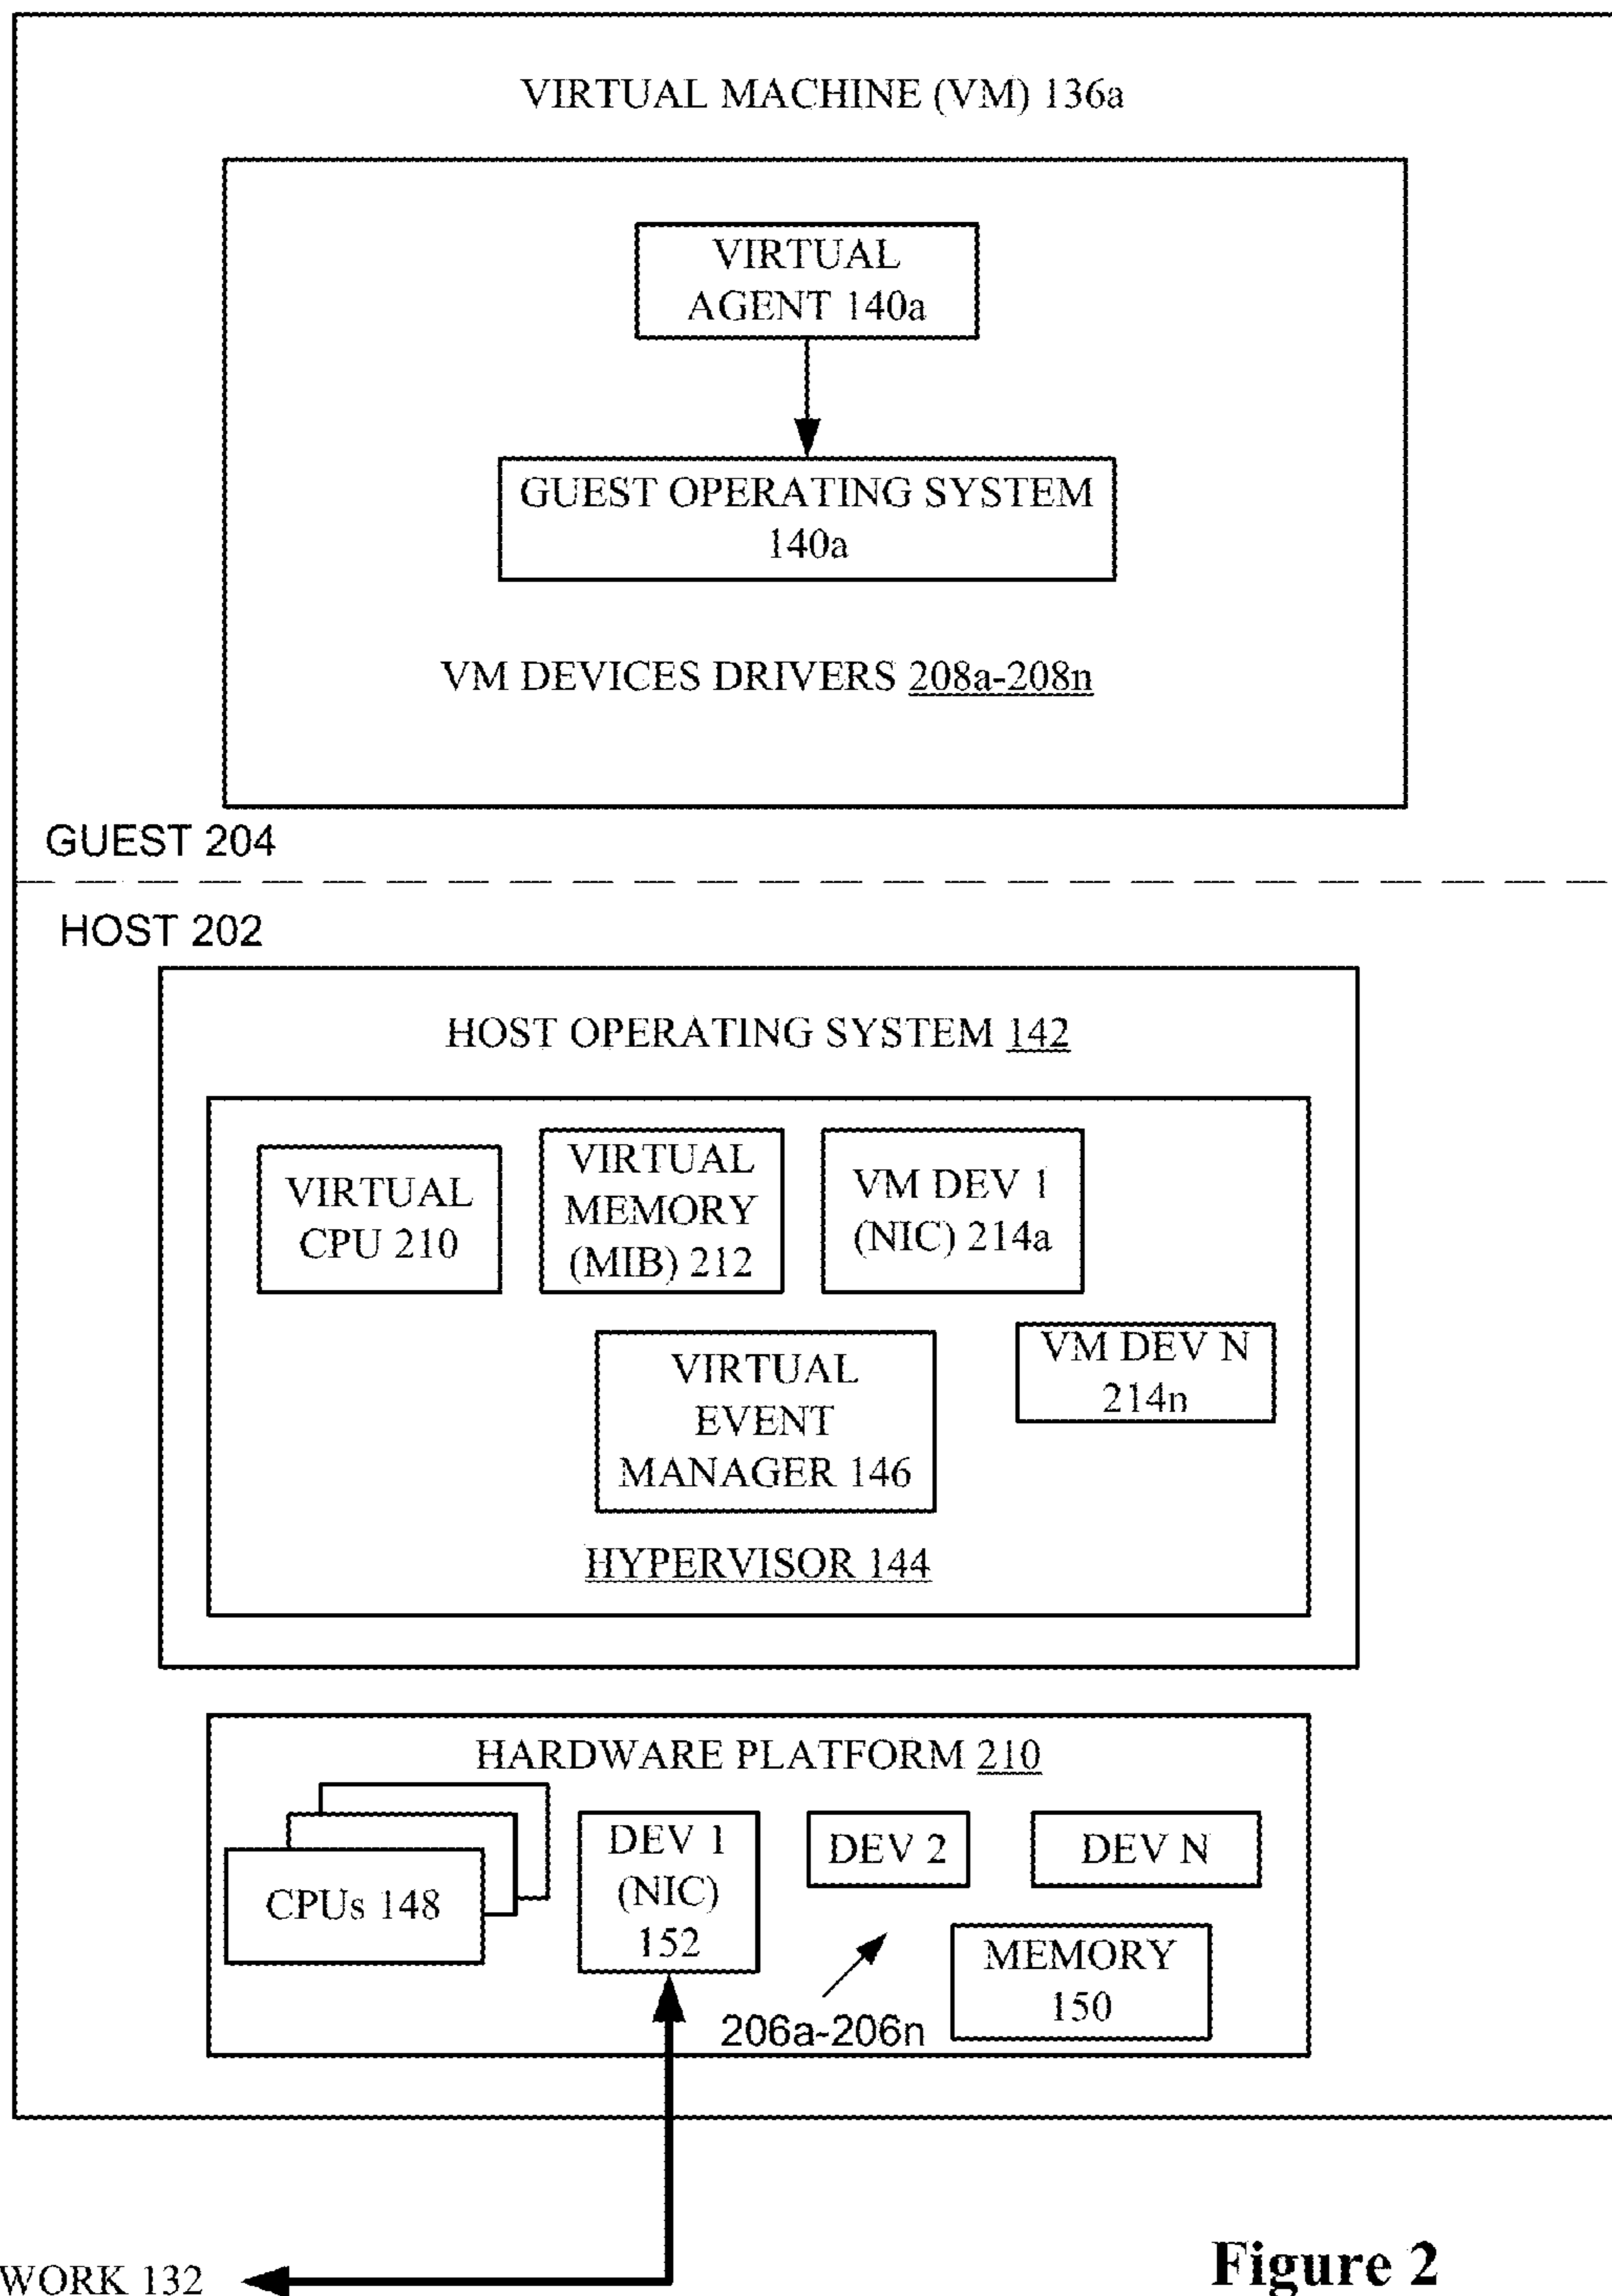 VIRTUAL MACHINE (VM) 136a
VIRTUAL
AGENT 140a
GUEST OPERATING SYSTEM
140a
VM DEVICES DRIVERS 208a-208n
GUEST 204
HOST 202
HOST OPERATING SYSTEM 142
VIRTUAL
CPU 210
VIRTUAL
MEMORY
(MIB) 212
VM DEV 1
(NIC) 214a
VIRTUAL
EVENT
MANAGER 146
VM DEV N
214n
HYPERVISOR 144
HARDWARE PLATFORM 210
CPUs 148
DEV 1
(NIC)
152
DEV 2
DEV N
206a-206n
MEMORY
150
WORK 132
Figure 2